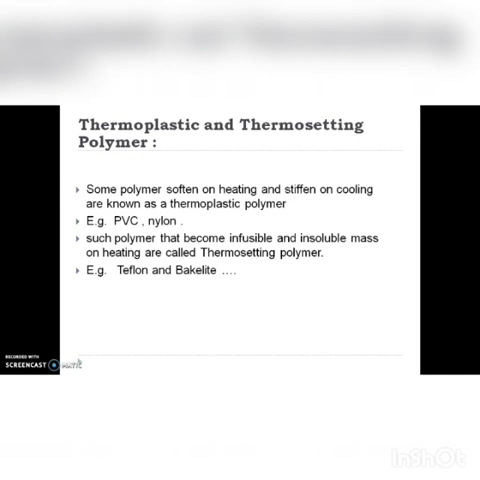 Thermoplastic and Thermosetting
Polymer :
Some polymer soften on heating and stiffen on cooling
are known as a thermoplastic polymer
E.g. PVC , nylon .
such polymer that become infusible and insoluble mass
on heating are called Thermosetting polymer.
E.g. Teflon and Bakelite ....
RECORDED WITH
SCREENCAST MATIC
InShOt